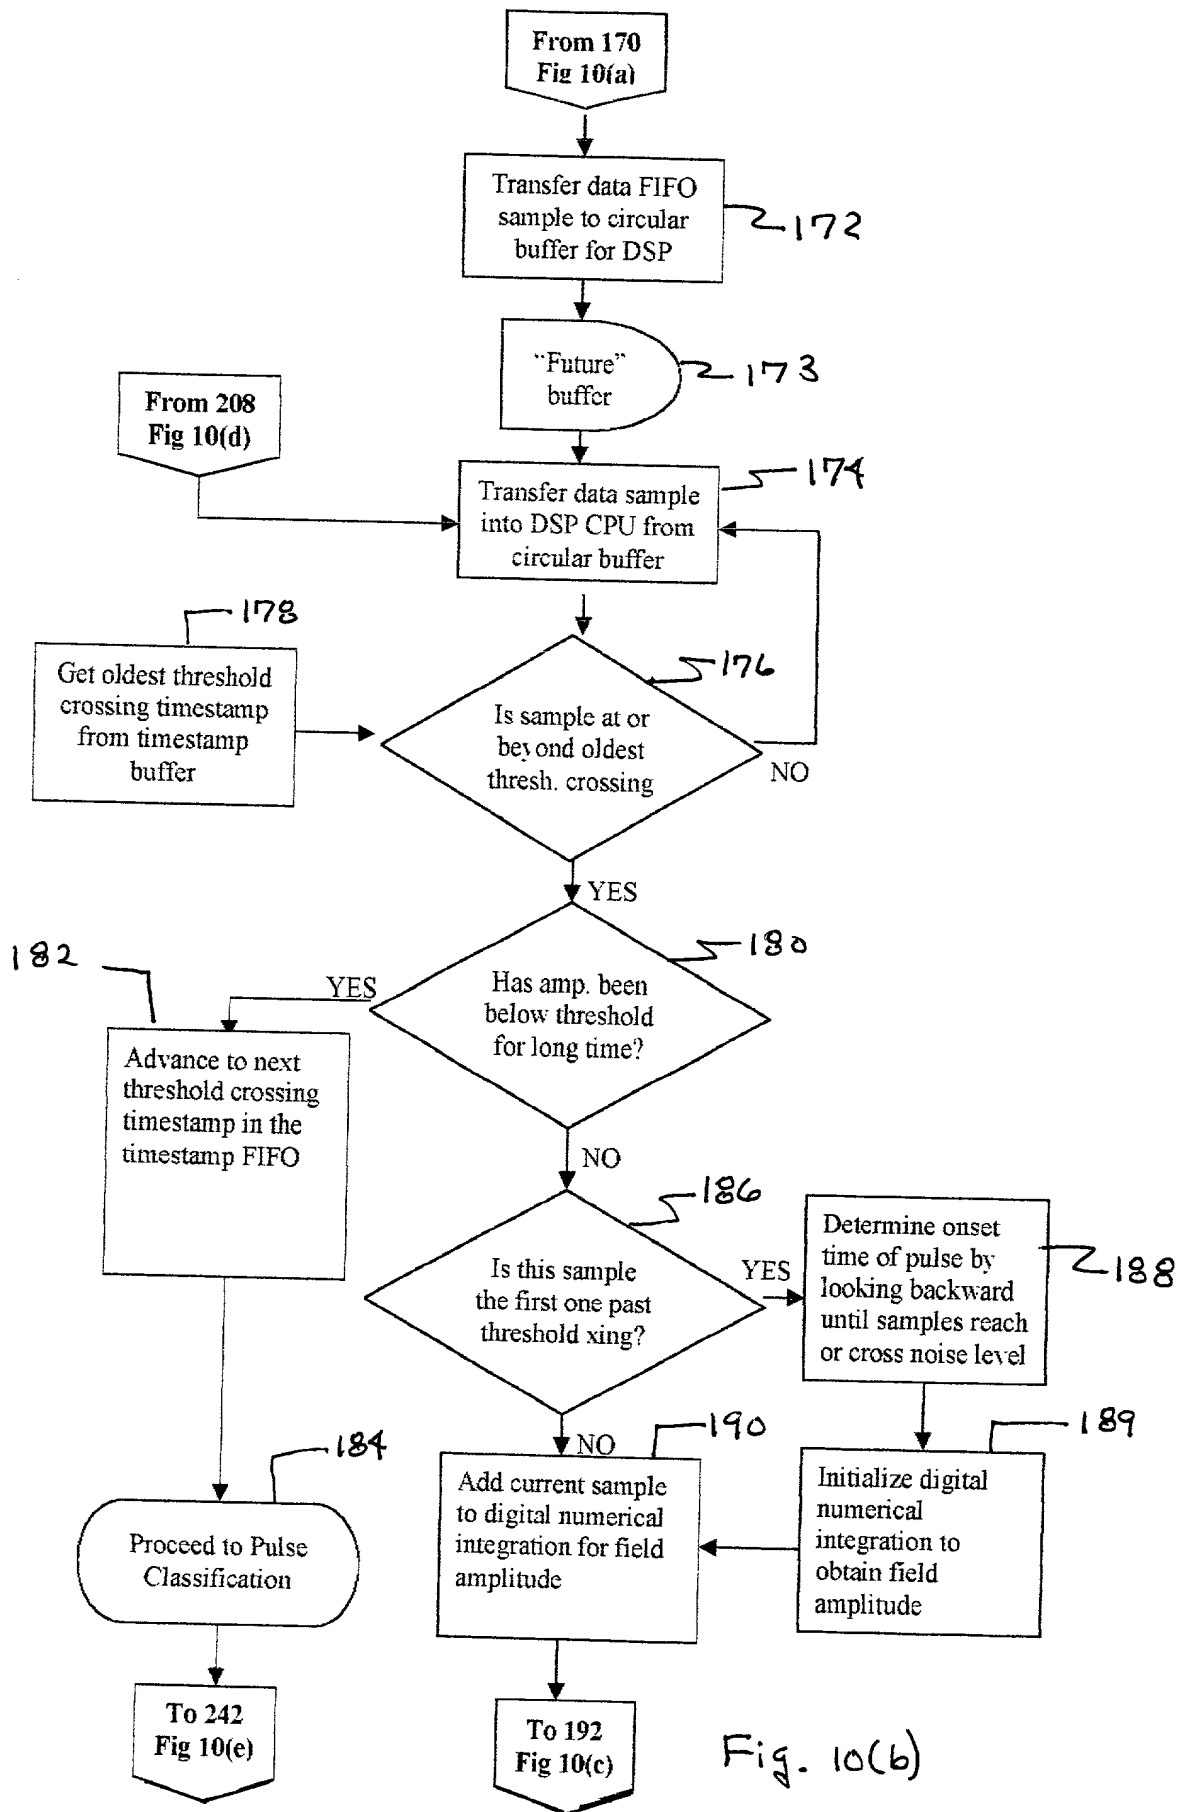 From 170
Fig 10(a)
Transfer data FIFO
sample to circular
buffer for DSP
172
"Future"
buffer
173
From 208
Fig 10(d)
174
Transfer data sample
into DSP CPU from
circular buffer
178
Get oldest threshold
crossing timestamp
from timestamp
buffer
176
Is sample at or
beyond oldest
thresh. crossing
NO
YES
180
182
YES
Has amp. been
below threshold
for long time?
Advance to next
threshold crossing
timestamp in the
timestamp FIFO
NO
186
Is this sample
the first one past
threshold xing?
YES
Determine onset
time of pulse by
looking backward
until samples reach
or cross noise level
188
184
NO
190
189
Proceed to Pulse
Classification
Add current sample
to digital numerical
integration for field
amplitude
Initialize digital
numerical
integration to
obtain field
amplitude
To 242
Fig 10(e)
To 192
Fig 10(c)
Fig. 10(b)